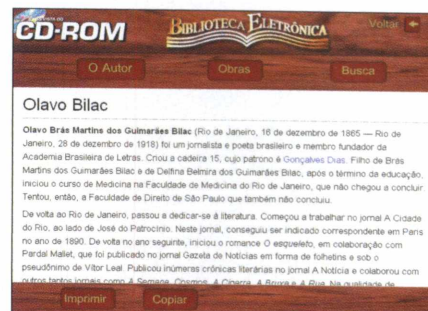 CD-ROM
BIBLIOTECA ELETRÔNICA
Voltar
O Autor
Obras
Busca
Olavo Bilac
Olavo Brás Martins dos Guimarães Bilac (Rio de Janeiro, 16 de dezembro de 1865 — Rio de
Janeiro, 28 de dezembro de 1918) foi um jornalista e poeta brasileiro e membro fundador da
Academia Brasileira de Letras. Criou a cadeira 15, cujo patrono é Gonçalves Dias. Filho de Brás
Martins dos Guimarães Bilac e de Delfina Belmira dos Guimarães Bilac, após o término da educação,
iniciou o curso de Medicina na Faculdade de Medicina do Rio de Janeiro, que não chegou a concluir.
Tentou, então, a Faculdade de Direito de São Paulo que também não concluiu.
De volta ao Rio de Janeiro, passou a dedicar-se à literatura. Começou a trabalhar no jornal A Cidade
do Rio, ao lado de José do Patrocínio. Neste jornal, conseguiu ser indicado correspondente em Paris
no ano de 1890. De volta no ano seguinte, iniciou o romance O esqueleto, em colaboração com
Pardal Mallet, que foi publicado no jornal Gazeta de Notícias em forma de folhetins e sob o
pseudônimo de Vítor Leal. Publicou inúmeras crônicas literárias no jornal A Notícia e colaborou com
outros tantos jornais como A Semana, Cosmos, A Cigarra, A Bruxa e A Rua. Na qualidade de
Imprimir
Copiar